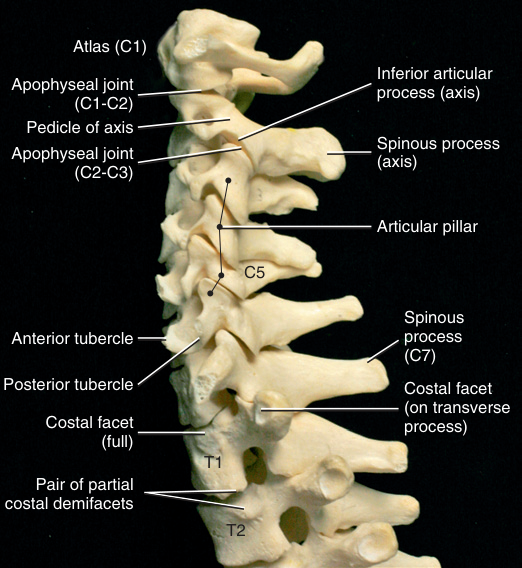 Atlas (C1)
Apophyseal joint
(C1-C2)
Pedicle of axis
Apophyseal joint
(C2-C3)
Inferior articular
process (axis)
Spinous process
(axis)
Articular pillar
C5
Anterior tubercle
Posterior tubercle
Spinous
process
(C7)
Costal facet
(on transverse
process)
Costal facet
(full)
T1
Pair of partial
costal demifacets
T2